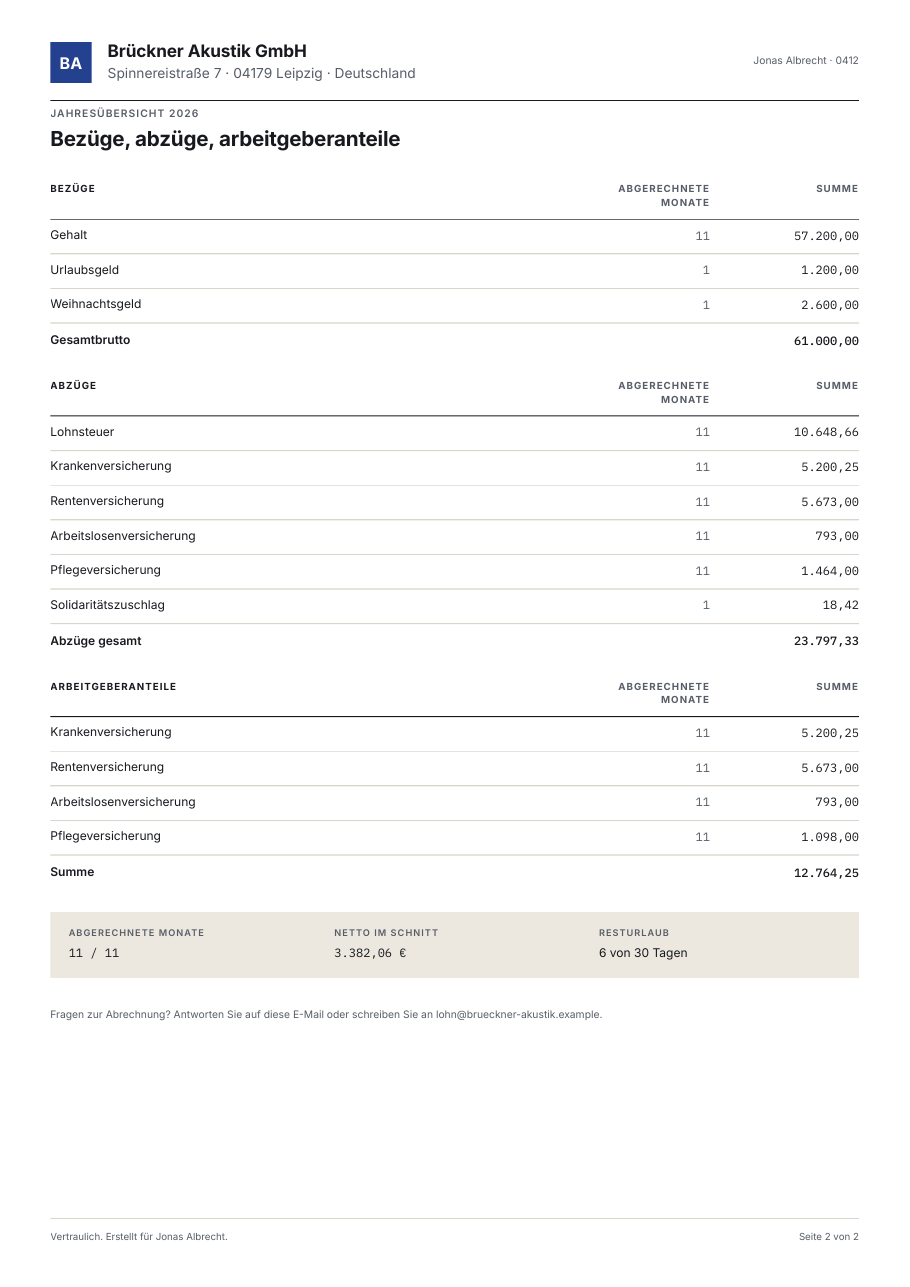 BA
Brückner Akustik GmbH
Spinnereistraße 7 · 04179 Leipzig · Deutschland
Jonas Albrecht · 0412
JAHRESÜBERSICHT 2026
Bezüge, abzüge, arbeitgeberanteile
BEZÜGE ABGERECHNETE MONATE SUMME
Gehalt 11 57.200,00
Urlaubsgeld 1 1.200,00
Weihnachtsgeld 1 2.600,00
Gesamtbrutto 61.000,00
ABZÜGE ABGERECHNETE MONATE SUMME
Lohnsteuer 11 10.648,66
Krankenversicherung 11 5.200,25
Rentenversicherung 11 5.673,00
Arbeitslosenversicherung 11 793,00
Pflegeversicherung 11 1.464,00
Solidaritätszuschlag 1 18,42
Abzüge gesamt 23.797,33
ARBEITGEBERANTEILE ABGERECHNETE MONATE SUMME
Krankenversicherung 11 5.200,25
Rentenversicherung 11 5.673,00
Arbeitslosenversicherung 11 793,00
Pflegeversicherung 11 1.098,00
Summe 12.764,25
ABGERECHNETE MONATE NETTO IM SCHNITT RESTURLAUB
11 / 11 3.382,06 € 6 von 30 Tagen
Fragen zur Abrechnung? Antworten Sie auf diese E-Mail oder schreiben Sie an lohn@brueckner-akustik.example.
Vertraulich. Erstellt für Jonas Albrecht. Seite 2 von 2